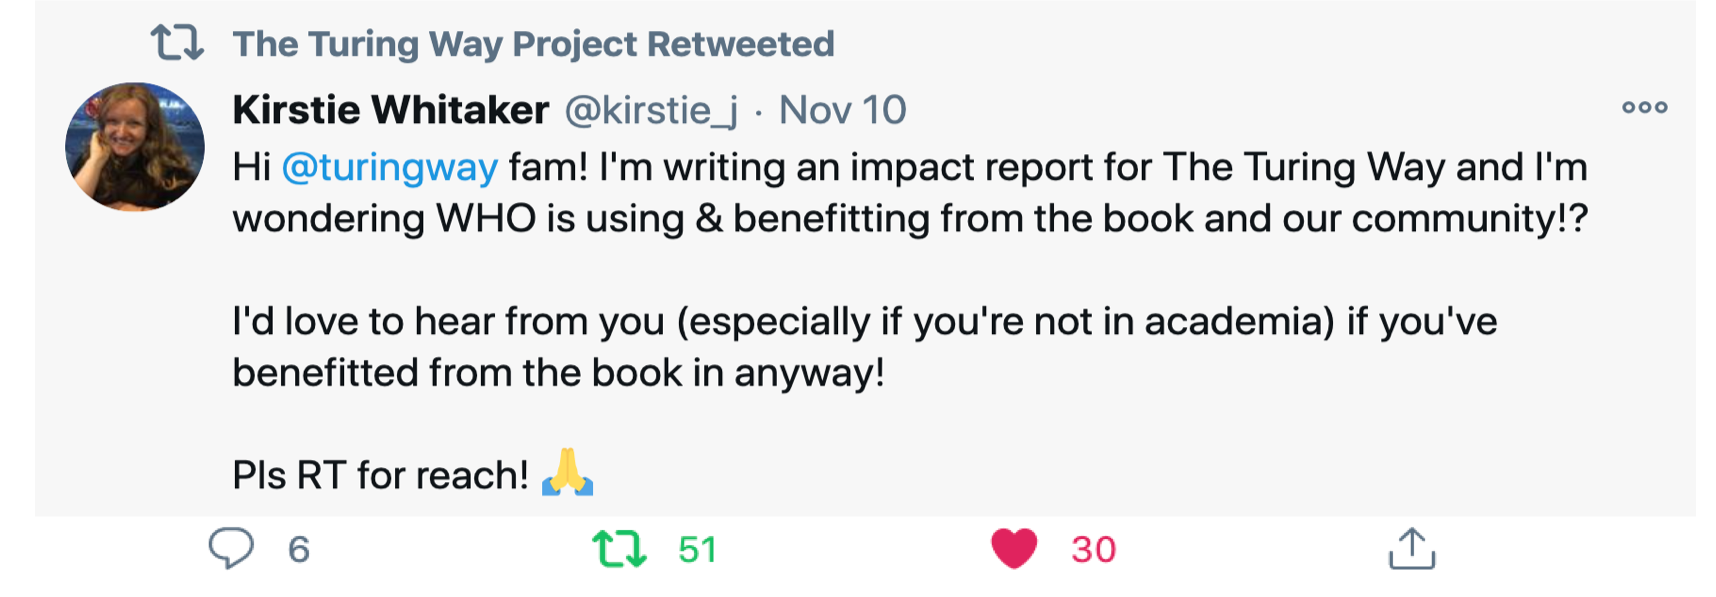 The Turing Way Project Retweeted
Kirstie Whitaker @kirstie_j · Nov 10
Hi @turingway fam! I'm writing an impact report for The Turing Way and I'm
wondering WHO is using & benefitting from the book and our community!?
I'd love to hear from you (especially if you're not in academia) if you've
benefitted from the book in anyway!
Pls RT for reach! 🙏
6 51 30